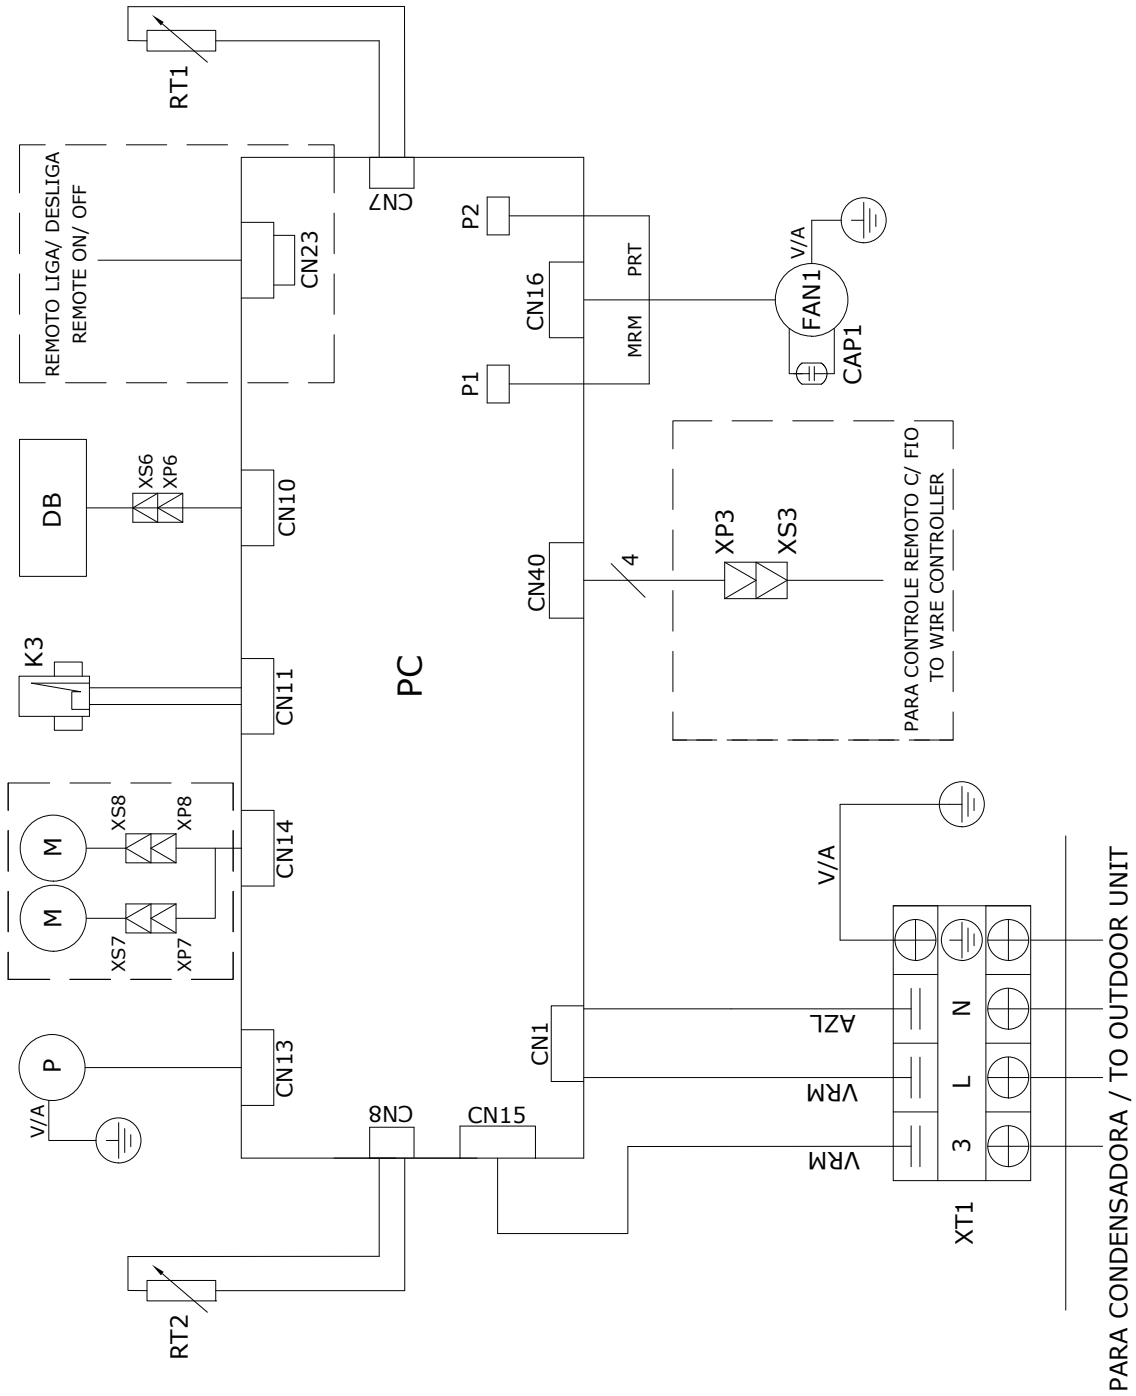 RT1
REMOTO LIGA/ DESLIGA
REMOTE ON/ OFF
CN23
CN7
P2
PRT
CN16
MRM
P1
V/A
FAN1
CAP1
DB
XS6
XP6
CN10
K3
CN11
PC
CN40
4
XP3
XS3
PARA CONTROLE REMOTO C/ FIO
TO WIRE CONTROLLER
M
M
XS8
XP8
XS7
XP7
CN14
P
V/A
CN13
CN8
CN15
CN1
AZL
VRM
VRM
V/A
N
L
3
XT1
RT2
PARA CONDENSADORA / TO OUTDOOR UNIT